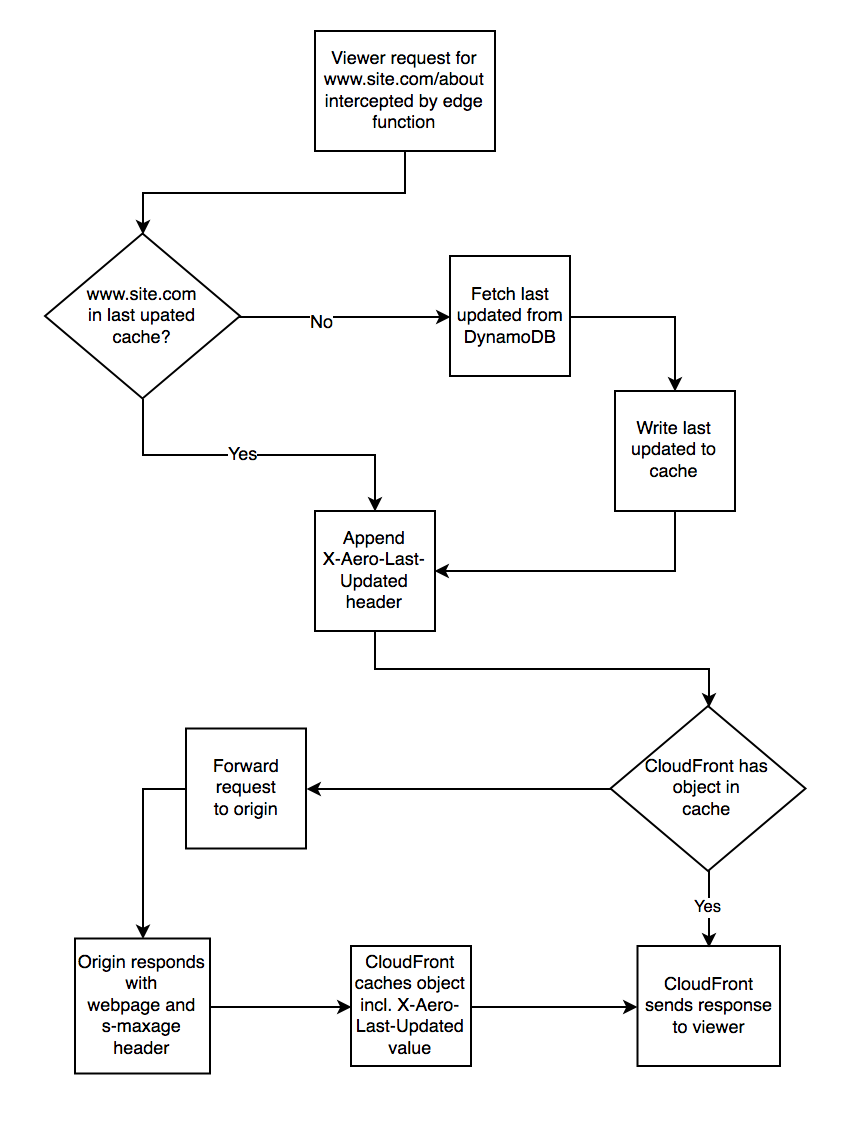 Viewer request for
www.site.com/about
intercepted by edge
function
www.site.com
in last upated
cache?
No
Fetch last
updated from
DynamoDB
Write last
updated to
cache
Yes
Append
X-Aero-Last-
Updated
header
CloudFront has
object in
cache
Forward
request
to origin
Yes
Origin responds
with
webpage and
s-maxage
header
CloudFront
caches object
incl. X-Aero-
Last-Updated
value
CloudFront
sends response
to viewer